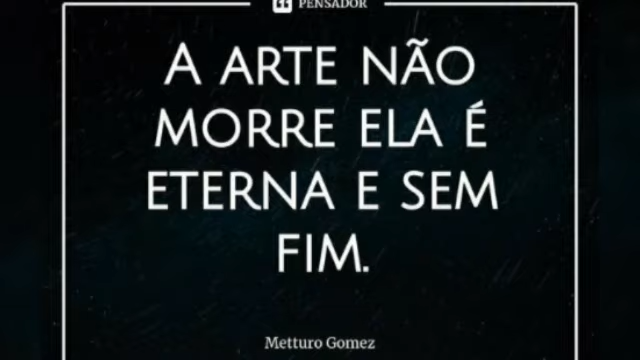 PENSADOR
A ARTE NÃO
MORRE ELA É
ETERNA E SEM
FIM.
Metturo Gomez